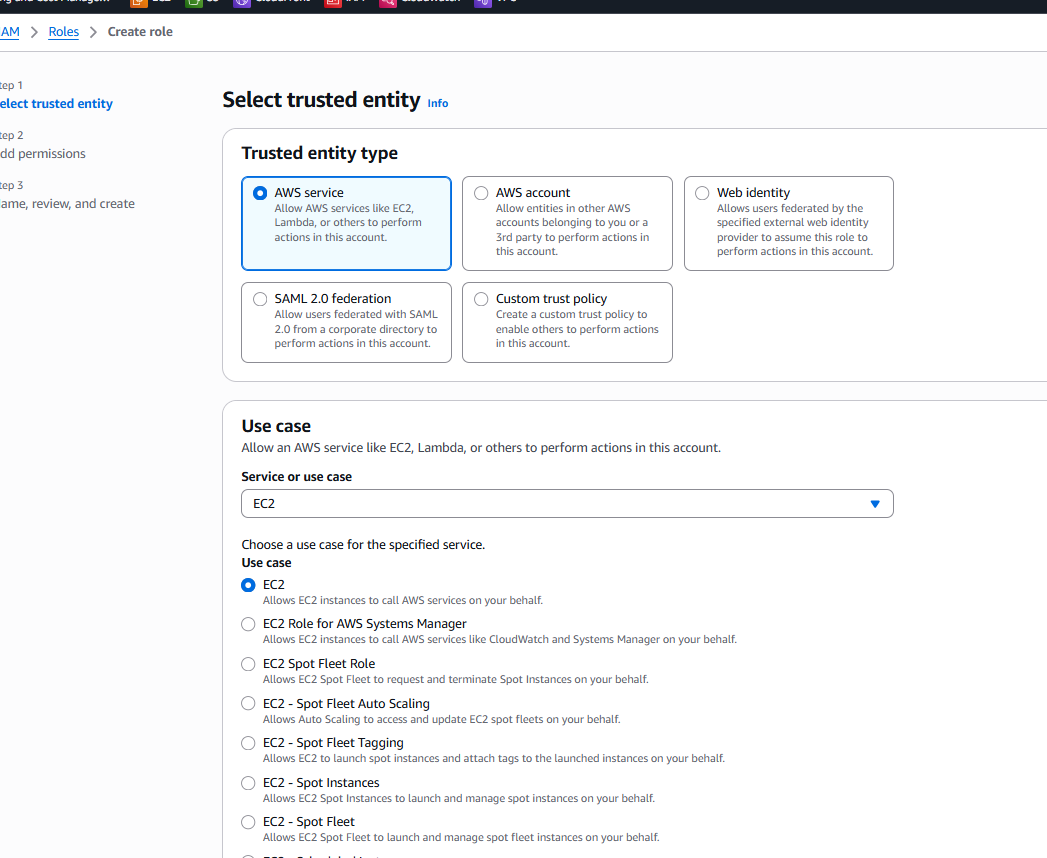 AM > Roles > Create role
tep 1
elect trusted entity
tep 2
dd permissions
tep 3
ame, review, and create
Select trusted entity Info
Trusted entity type
AWS service
Allow AWS services like EC2,
Lambda, or others to perform
actions in this account.
AWS account
Allow entities in other AWS
accounts belonging to you or a
3rd party to perform actions in
this account.
Web identity
Allows users federated by the
specified external web identity
provider to assume this role to
perform actions in this account.
SAML 2.0 federation
Allow users federated with SAML
2.0 from a corporate directory to
perform actions in this account.
Custom trust policy
Create a custom trust policy to
enable others to perform actions
in this account.
Use case
Allow an AWS service like EC2, Lambda, or others to perform actions in this account.
Service or use case
EC2
Choose a use case for the specified service.
Use case
EC2
Allows EC2 instances to call AWS services on your behalf.
EC2 Role for AWS Systems Manager
Allows EC2 instances to call AWS services like CloudWatch and Systems Manager on your behalf.
EC2 Spot Fleet Role
Allows EC2 Spot Fleet to request and terminate Spot Instances on your behalf.
EC2 - Spot Fleet Auto Scaling
Allows Auto Scaling to access and update EC2 spot fleets on your behalf.
EC2 - Spot Fleet Tagging
Allows EC2 to launch spot instances and attach tags to the launched instances on your behalf.
EC2 - Spot Instances
Allows EC2 Spot Instances to launch and manage spot instances on your behalf.
EC2 - Spot Fleet
Allows EC2 Spot Fleet to launch and manage spot fleet instances on your behalf.